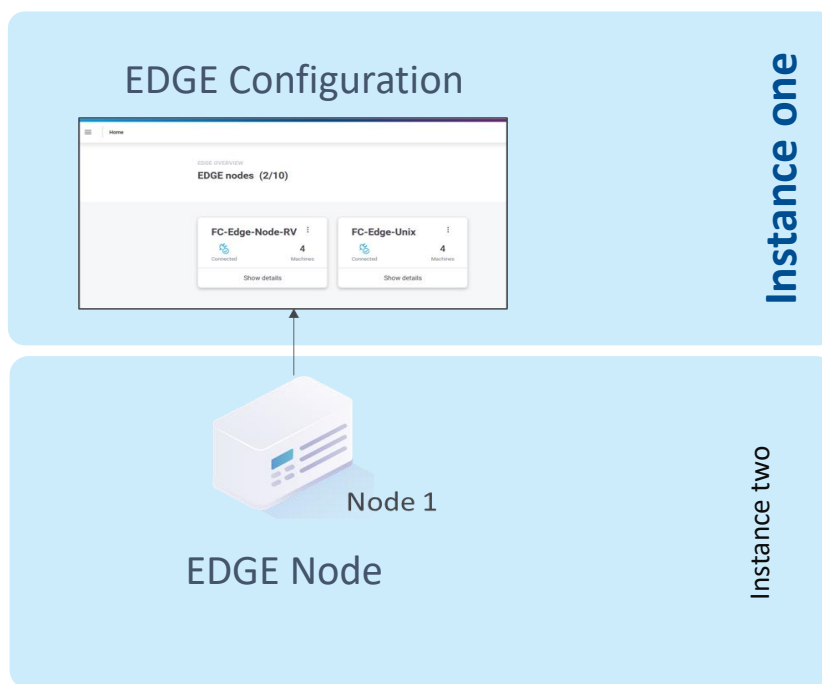 EDGE Configuration
Instance one
Home
EDGE OVERVIEW
EDGE nodes (2/10)
FC-Edge-Node-RV
FC-Edge-Unix
4
4
Connected
Machines
Connected
Machines
Show details
Show details
Node 1
EDGE Node
Instance two